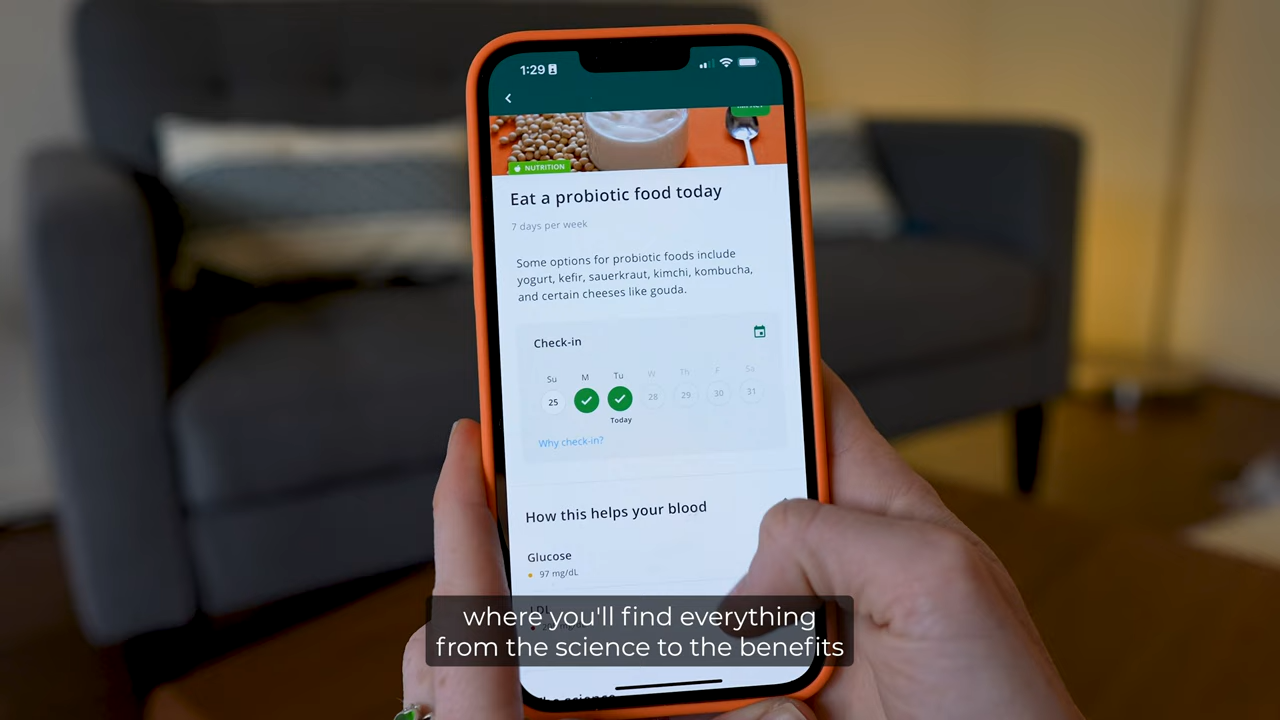 1:29
NUTRITION
Eat a probiotic food today
7 days per week
Some options for probiotic foods include
yogurt, kefir, sauerkraut, kimchi, kombucha,
and certain cheeses like gouda.
Check-in
Su M Tu W Th F Sa
25 28 29 30 31
Today
Why check-in?
How this helps your blood
Glucose
97 mg/dL
LDL
where you'll find everything
from the science to the benefits